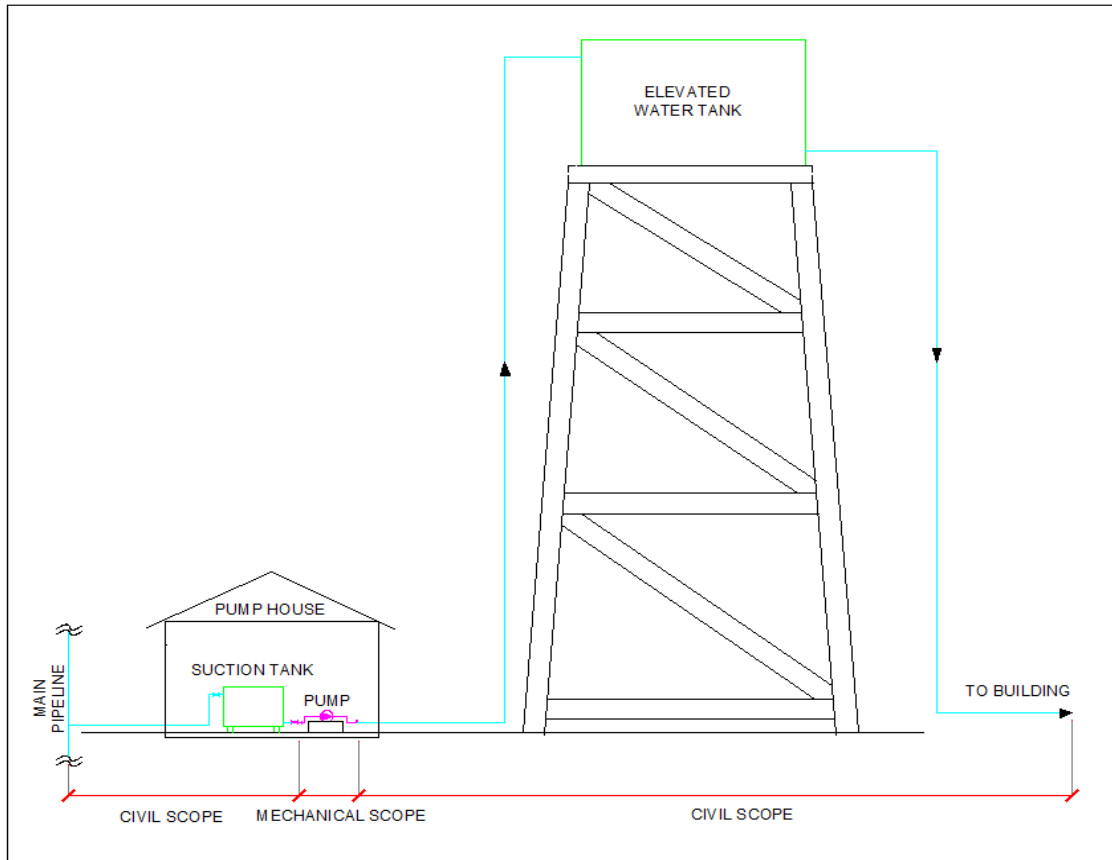 ELEVATED
WATER TANK
PUMP HOUSE
SUCTION TANK
PUMP
MAIN
PIPELINE
TO BUILDING
CIVIL SCOPE
MECHANICAL SCOPE
CIVIL SCOPE